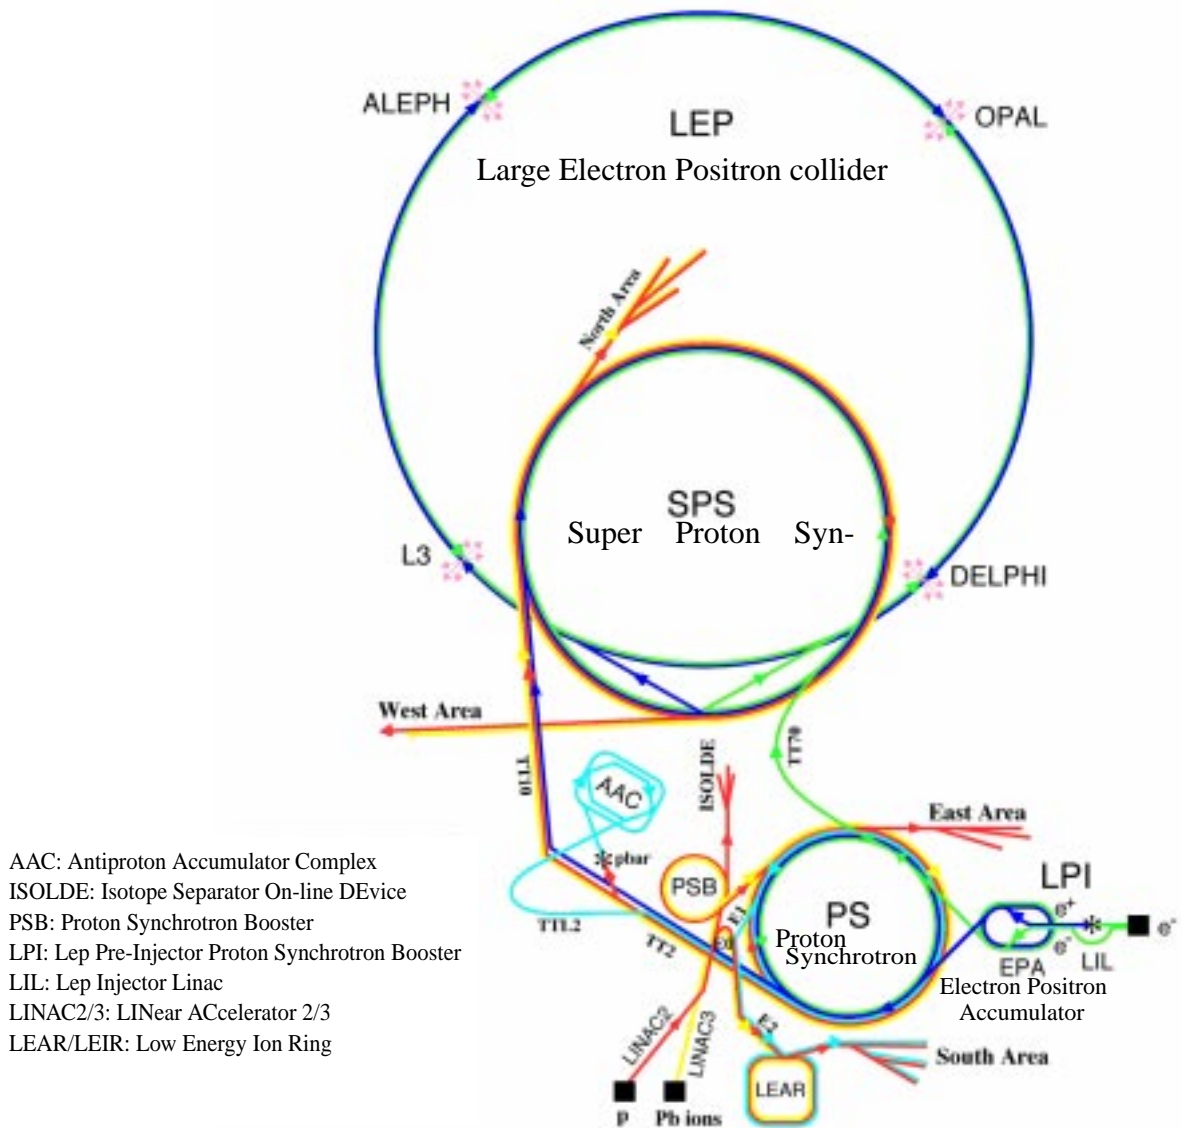 ALEPH
OPAL
LEP
Large Electron Positron collider
North Area
SPS
Super Proton Syn-
L3
DELPHI
West Area
TT10
AAC
ISOLDE
TT70
East Area
pbar
PSB
LPI
PS
Proton
Synchrotron
e+
e-
e-
EPA
LIL
Electron Positron
Accumulator
TTL2
TT2
E1
E0
E2
LINAC2
LINAC3
South Area
LEAR
p
Pb ions
AAC: Antiproton Accumulator Complex
ISOLDE: Isotope Separator On-line DEvice
PSB: Proton Synchrotron Booster
LPI: Lep Pre-Injector Proton Synchrotron Booster
LIL: Lep Injector Linac
LINAC2/3: LINear ACcelerator 2/3
LEAR/LEIR: Low Energy Ion Ring